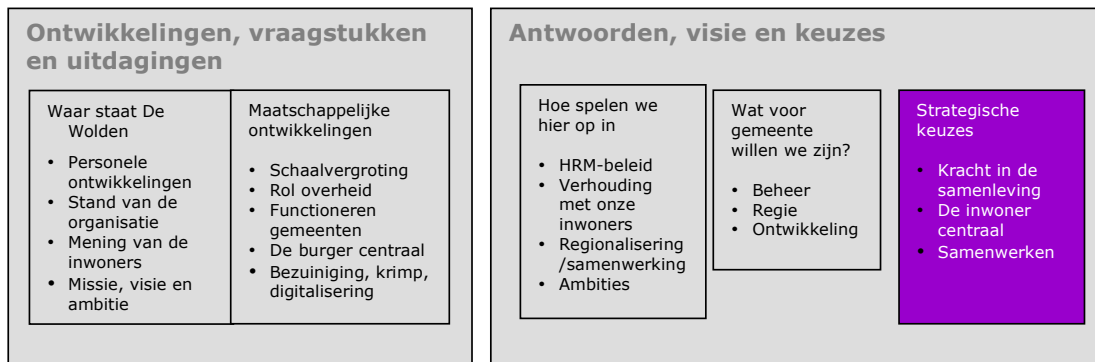 Ontwikkelingen, vraagstukken
en uitdagingen
Waar staat De
Wolden
• Personele
ontwikkelingen
• Stand van de
organisatie
• Mening van de
inwoners
• Missie, visie en
ambitie
Maatschappelijke
ontwikkelingen
• Schaalvergroting
• Rol overheid
• Functioneren
gemeenten
• De burger centraal
• Bezuiniging, krimp,
digitalisering
Antwoorden, visie en keuzes
Hoe spelen we
hier op in
• HRM-beleid
• Verhouding
met onze
inwoners
• Regionalisering
/samenwerking
• Ambities
Wat voor
gemeente
willen we zijn?
• Beheer
• Regie
• Ontwikkeling
Strategische
keuzes
• Kracht in de
samenleving
• De inwoner
centraal
• Samenwerken